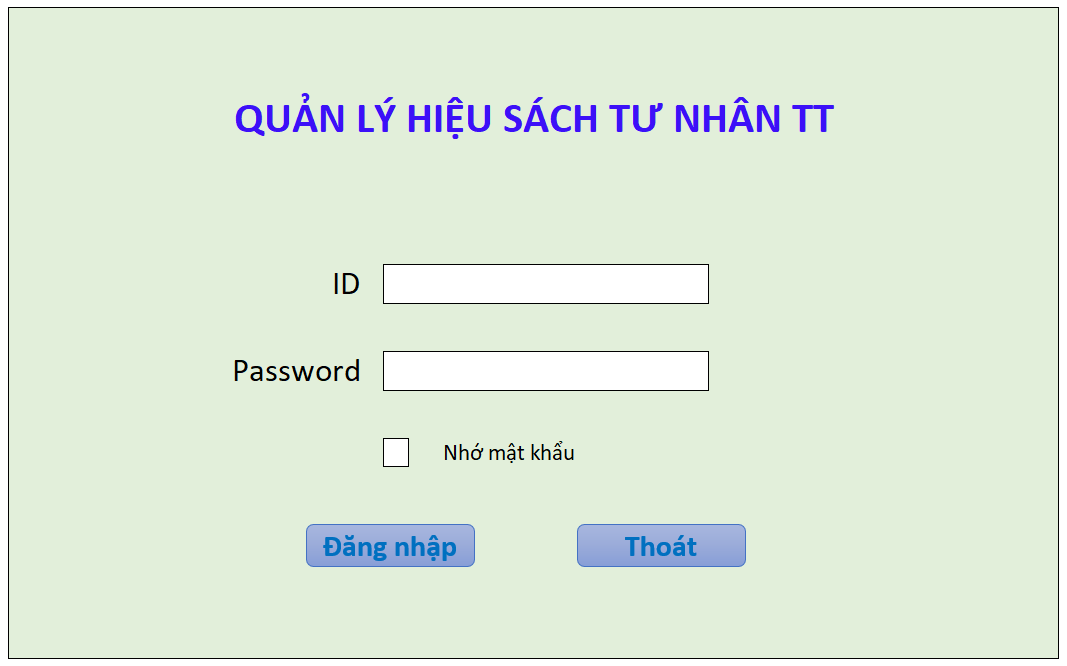 QUẢN LÝ HIỆU SÁCH TƯ NHÂN TT
ID
Password
Nhớ mật khẩu
Đăng nhập
Thoát